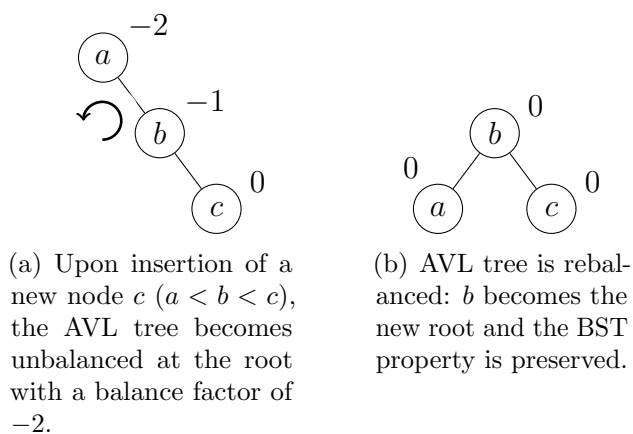 a −2
b −1
c 0
b 0
a 0
c 0
(a) Upon insertion of a
new node c (a < b < c),
the AVL tree becomes
unbalanced at the root
with a balance factor of
−2.
(b) AVL tree is rebal-
anced: b becomes the
new root and the BST
property is preserved.